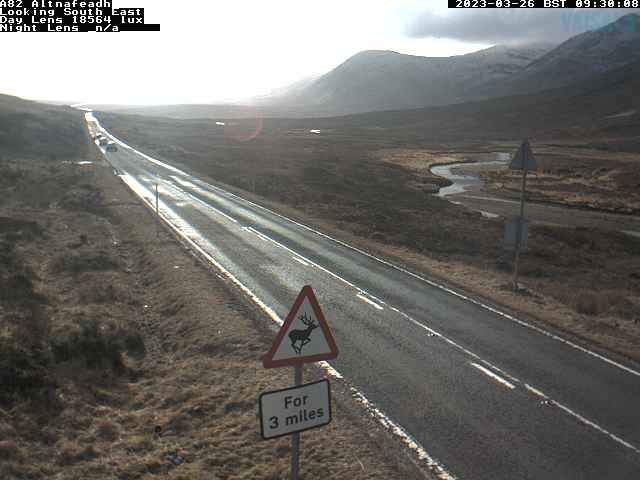 A82 Altnafeadh
2023-03-26 BST 09:30:08
Looking South East
Day Lens 18564 lux
Night Lens n/a
VAISALA
For
3 miles